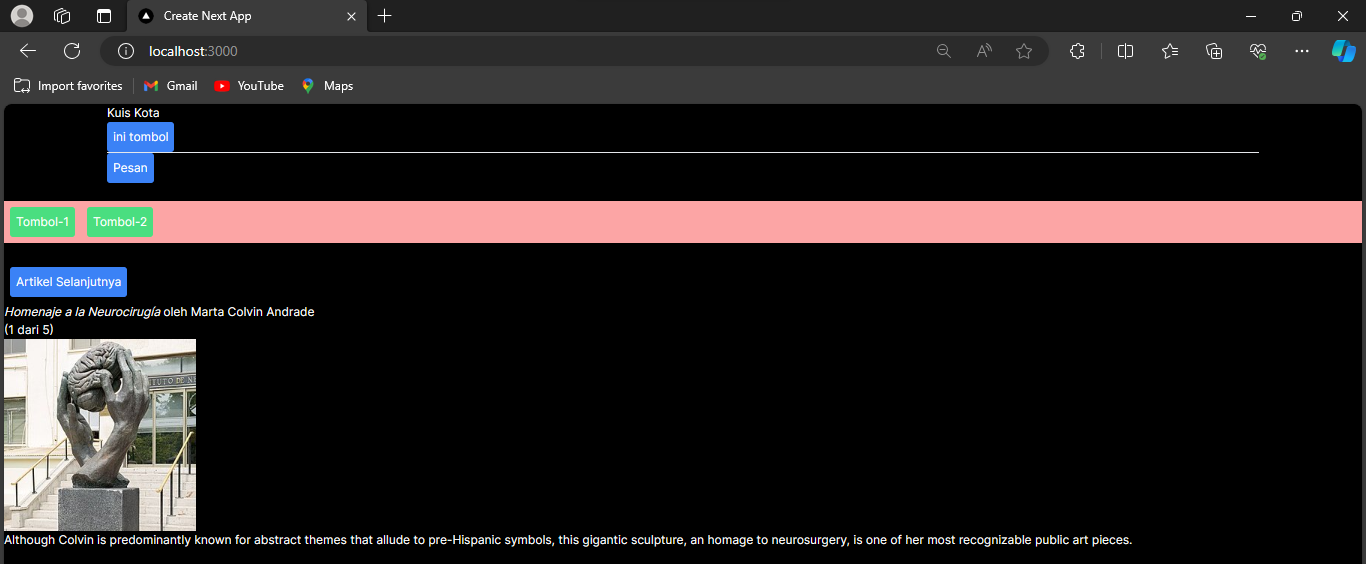 Create Next App
localhost:3000
Import favorites Gmail YouTube Maps
Kuis Kota
ini tombol
Pesan
Tombol-1 Tombol-2
Artikel Selanjutnya
Homenaje a la Neurocirugía oleh Marta Colvin Andrade
(1 dari 5)
TUTO DE NE
Although Colvin is predominantly known for abstract themes that allude to pre-Hispanic symbols, this gigantic sculpture, an homage to neurosurgery, is one of her most recognizable public art pieces.